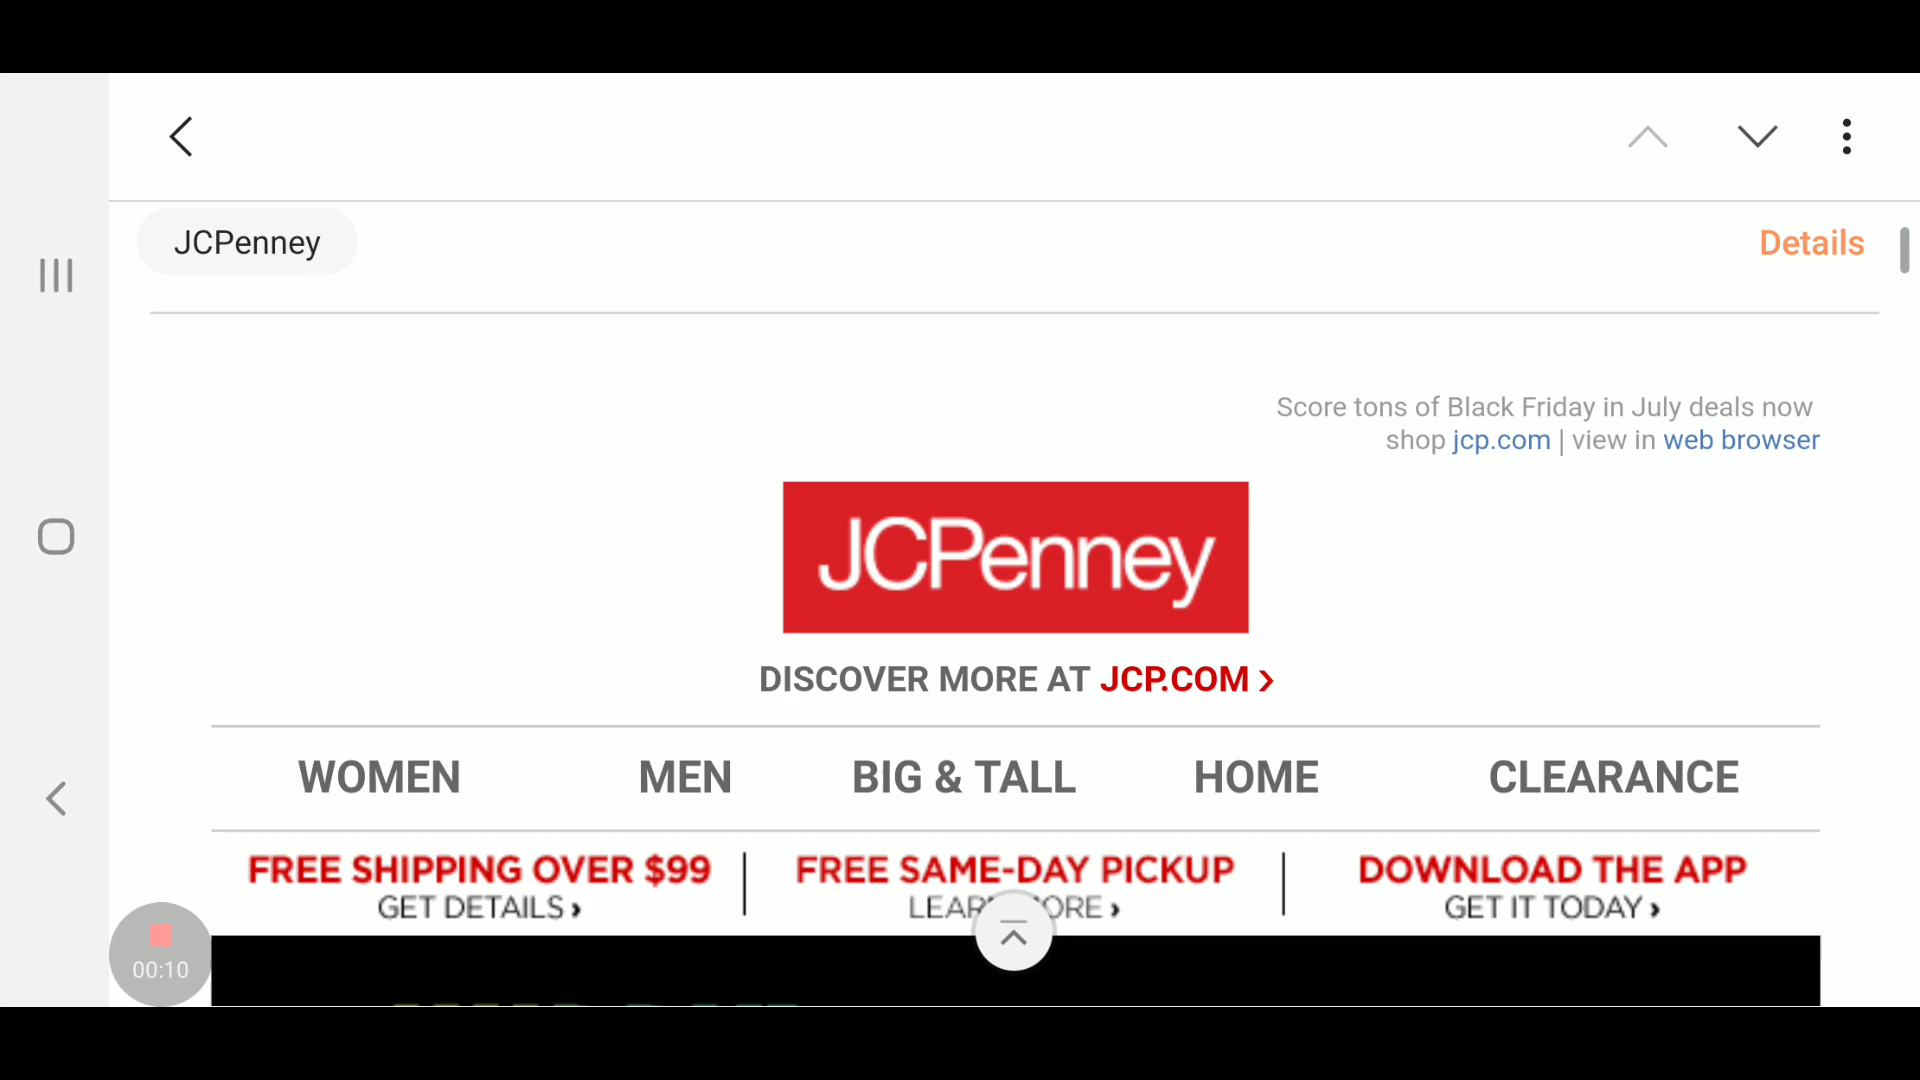 JCPenney
Details
Score tons of Black Friday in July deals now
shop jcp.com | view in web browser
JCPenney
DISCOVER MORE AT JCP.COM ›
WOMEN MEN BIG & TALL HOME CLEARANCE
FREE SHIPPING OVER $99 | FREE SAME-DAY PICKUP | DOWNLOAD THE APP
GET DETAILS › GET IT TODAY ›
00:10